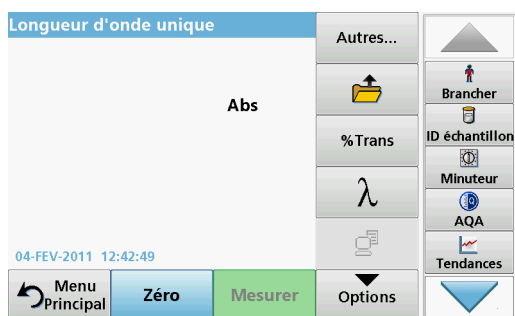 Longueur d'onde unique
Abs
04-FEV-2011 12:42:49
Menu
Principal
Zéro
Mesurer
Autres...
%Trans
λ
Options
Brancher
ID échantillon
Minuteur
AQA
Tendances